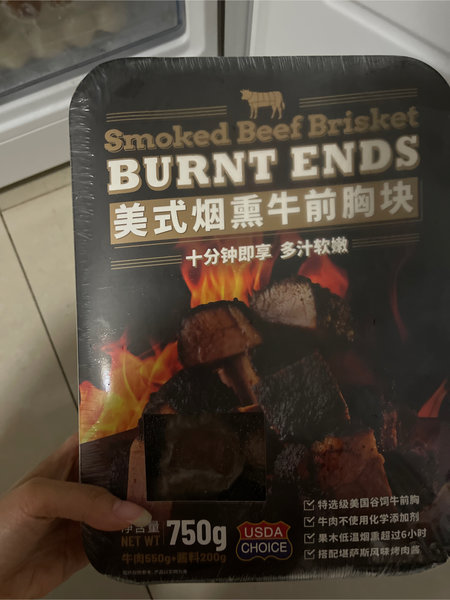 Smoked Beef Brisket
BURNT ENDS
美式烟熏牛前胸块
十分钟即享 多汁软嫩
特选级美国谷饲牛前胸
牛肉不使用化学添加剂
果木低温烟熏超过6小时
搭配堪萨斯风味烤肉酱
净含量
NET WT 750g
牛肉550g+酱料200g
USDA
CHOICE